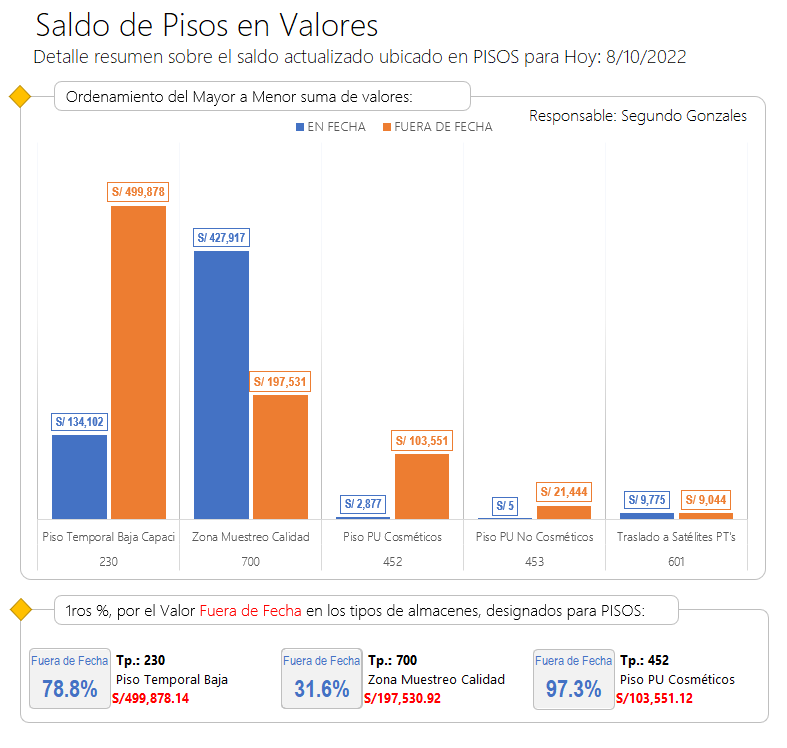 Saldo de Pisos en Valores
Detalle resumen sobre el saldo actualizado ubicado en PISOS para Hoy: 8/10/2022
Ordenamiento del Mayor a Menor suma de valores:
Responsable: Segundo Gonzales
EN FECHA FUERA DE FECHA
S/ 499,878
S/ 427,917
S/ 197,531
S/ 134,102
S/ 103,551
S/ 2,877
S/ 5
S/ 21,444
S/ 9,775
S/ 9,044
Piso Temporal Baja Capaci Zona Muestreo Calidad Piso PU Cosméticos Piso PU No Cosméticos Traslado a Satélites PT's
230 700 452 453 601
1ros %, por el Valor Fuera de Fecha en los tipos de almacenes, designados para PISOS:
Fuera de Fecha
78.8%
Tp.: 230
Piso Temporal Baja
S/499,878.14
Fuera de Fecha
31.6%
Tp.: 700
Zona Muestreo Calidad
S/197,530.92
Fuera de Fecha
97.3%
Tp.: 452
Piso PU Cosméticos
S/103,551.12